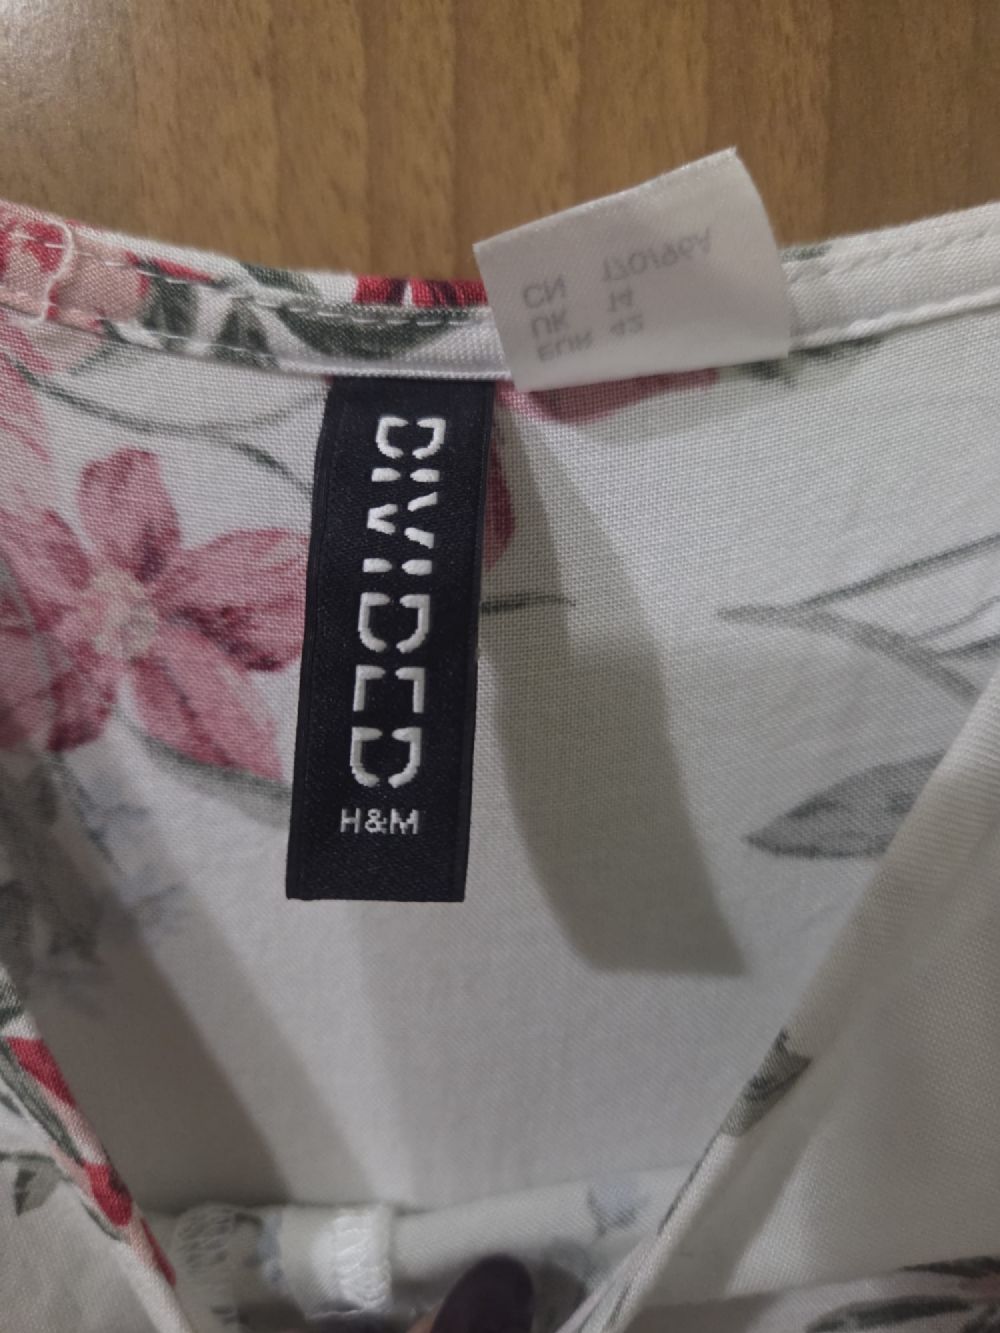 DIVIDED
H&M
EUR 42
UK 14
CN 170/96A